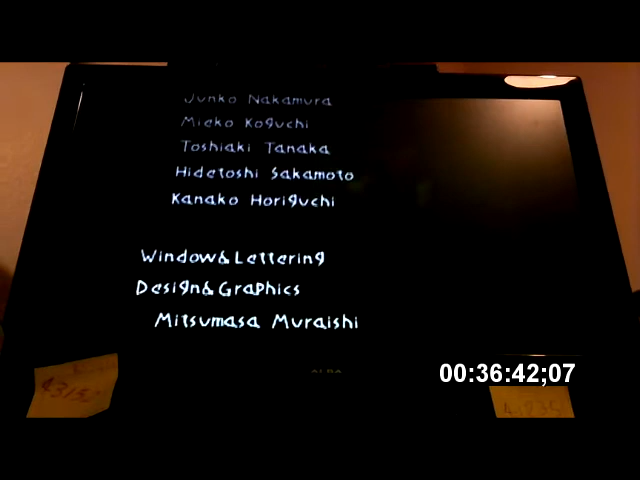 Junko Nakamura
Mieko Koguchi
Toshiaki Tanaka
Hidetoshi Sakamoto
Kanako Horiguchi
Window&Lettering
Design&Graphics
Mitsumasa Muraishi
ALBA
00:36:42;07